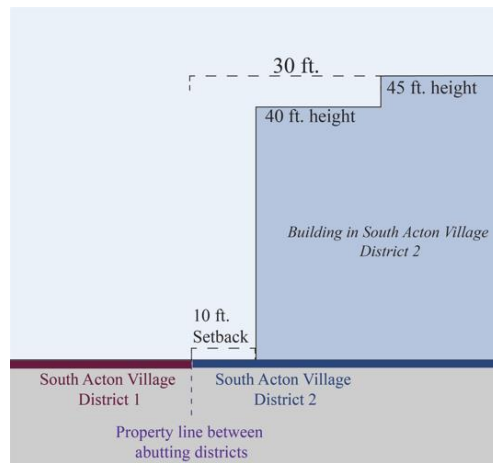 30 ft.
45 ft. height
40 ft. height
Building in South Acton Village
District 2
10 ft.
Setback
South Acton Village
District 1
South Acton Village
District 2
Property line between
abutting districts